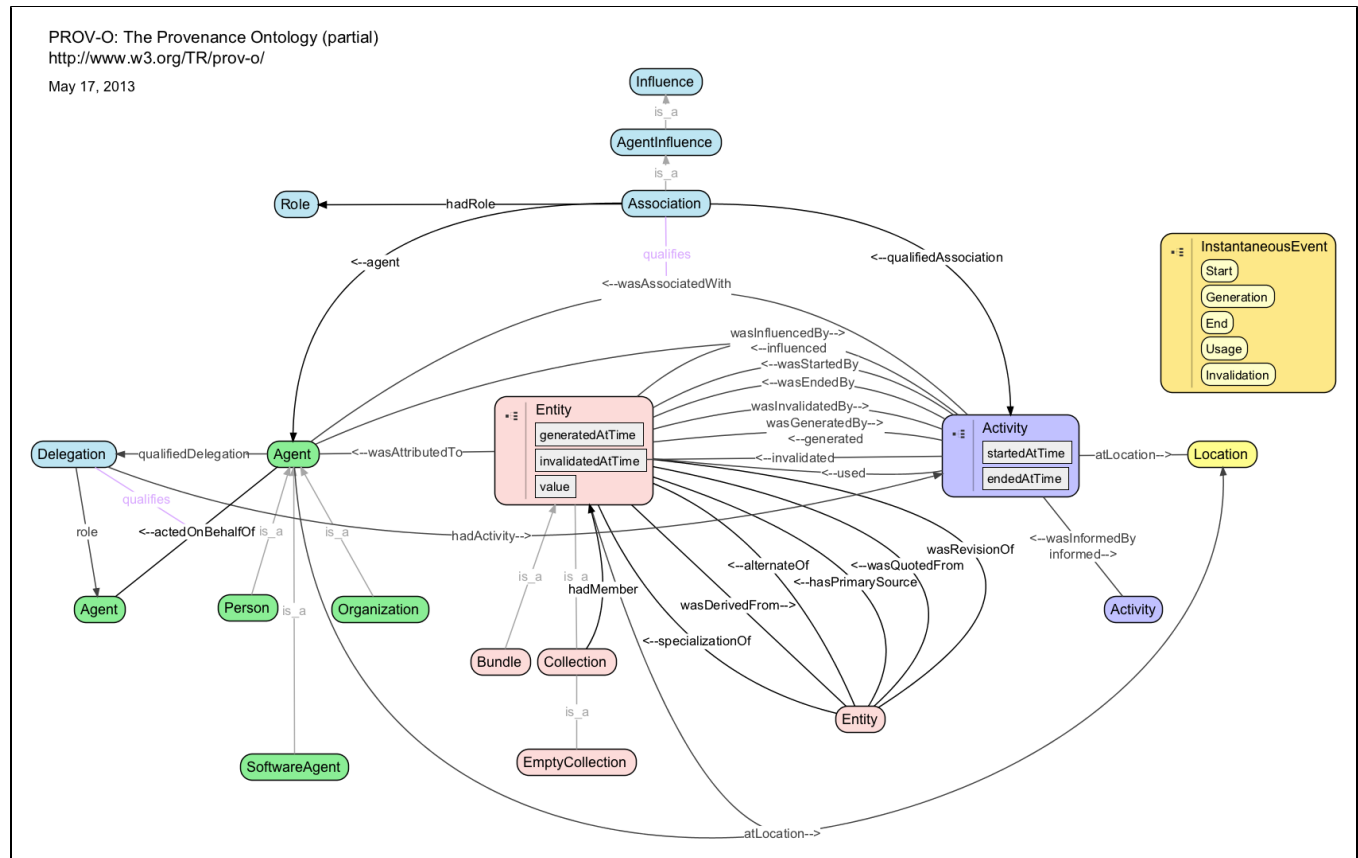 PROV-O: The Provenance Ontology (partial)
http://www.w3.org/TR/prov-o/
May 17, 2013
Influence
is_a
AgentInfluence
is_a
Role
hadRole
Association
qualifies
<--agent
<--qualifiedAssociation
<--wasAssociatedWith
InstantaneousEvent
Start
Generation
End
Usage
Invalidation
wasInfluencedBy-->
<--influenced
<--wasStartedBy
<--wasEndedBy
wasInvalidatedBy-->
wasGeneratedBy-->
<--generated
<--invalidated
<--used
Entity
generatedAtTime
invalidatedAtTime
value
Activity
startedAtTime
endedAtTime
atLocation-->
Location
Delegation
qualifiedDelegation
Agent
<--wasAttributedTo
qualifies
role
<--actedOnBehalfOf
is_a
is_a
hadActivity-->
<--wasInformedBy
informed-->
wasRevisionOf
<--wasQuotedFrom
<--alternateOf
<--hasPrimarySource
is_a
is_a
hadMember
wasDerivedFrom-->
<--specializationOf
Agent
Person
is_a
Organization
Activity
Bundle
Collection
is_a
Entity
SoftwareAgent
EmptyCollection
atLocation-->